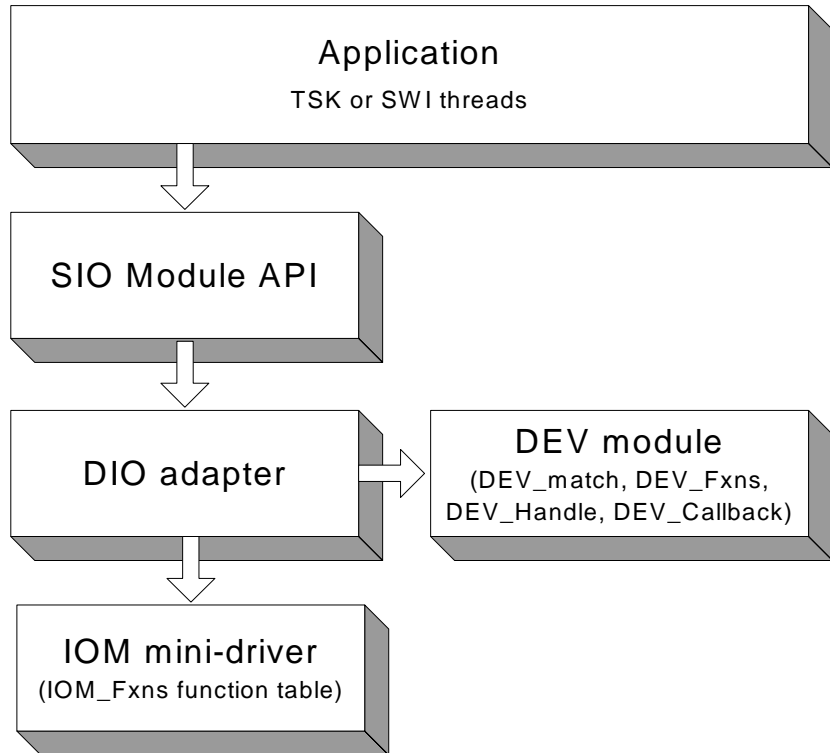 Application
TSK or SWI threads
SIO Module API
DIO adapter
DEV module
(DEV_match, DEV_Fxns,
DEV_Handle, DEV_Callback)
IOM mini-driver
(IOM_Fxns function table)